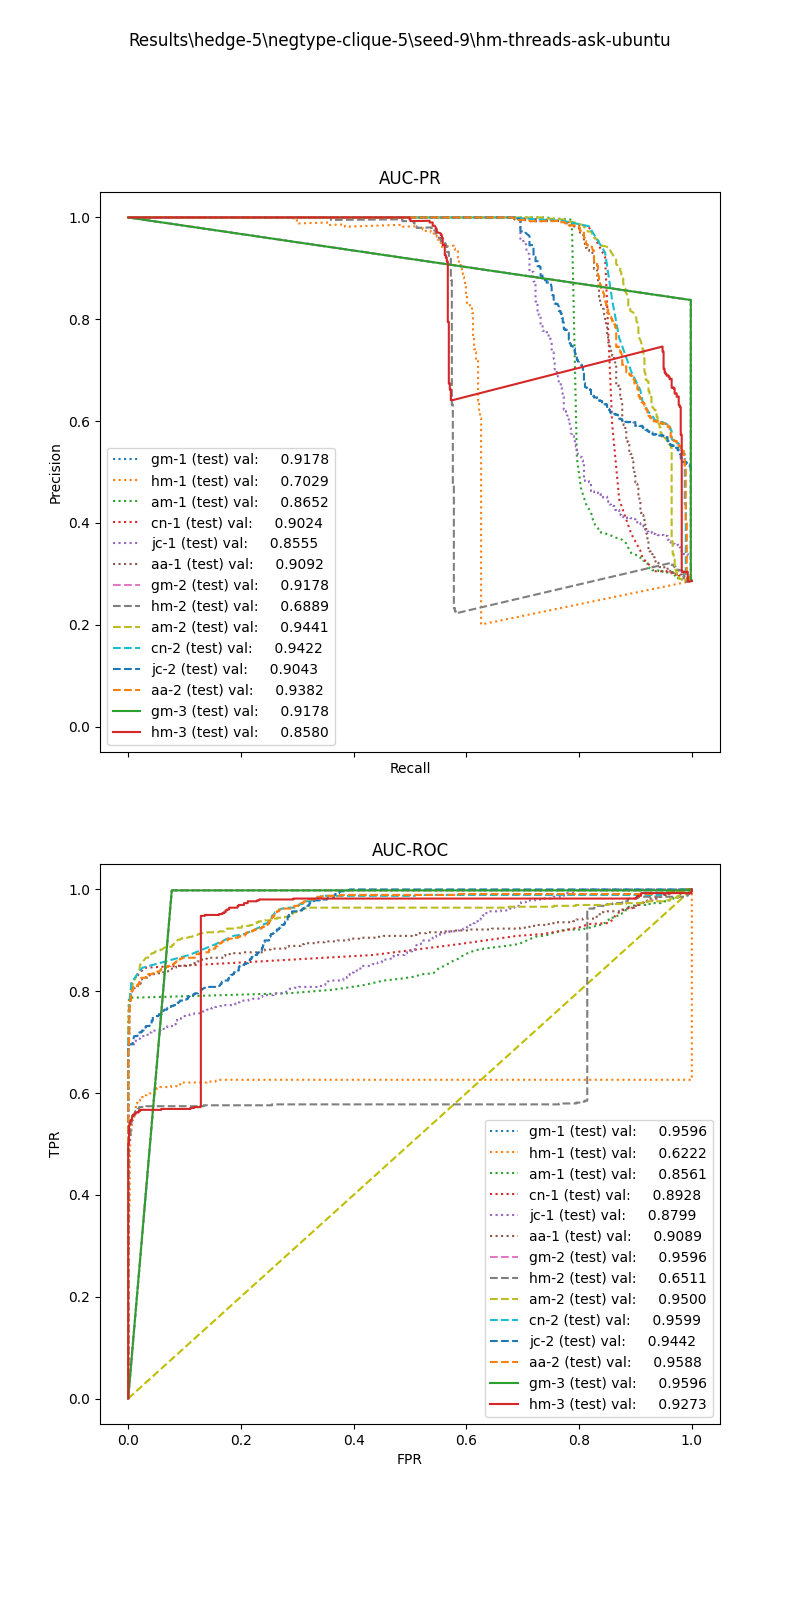 Results\hedge-5\negtype-clique-5\seed-9\hm-threads-ask-ubuntu
AUC-PR
1.0
0.8
0.6
0.4
0.2
0.0
Precision
gm-1 (test) val: 0.9178
hm-1 (test) val: 0.7029
am-1 (test) val: 0.8652
cn-1 (test) val: 0.9024
jc-1 (test) val: 0.8555
aa-1 (test) val: 0.9092
gm-2 (test) val: 0.9178
hm-2 (test) val: 0.6889
am-2 (test) val: 0.9441
cn-2 (test) val: 0.9422
jc-2 (test) val: 0.9043
aa-2 (test) val: 0.9382
gm-3 (test) val: 0.9178
hm-3 (test) val: 0.8580
Recall
AUC-ROC
1.0
0.8
0.6
0.4
0.2
0.0
TPR
gm-1 (test) val: 0.9596
hm-1 (test) val: 0.6222
am-1 (test) val: 0.8561
cn-1 (test) val: 0.8928
jc-1 (test) val: 0.8799
aa-1 (test) val: 0.9089
gm-2 (test) val: 0.9596
hm-2 (test) val: 0.6511
am-2 (test) val: 0.9500
cn-2 (test) val: 0.9599
jc-2 (test) val: 0.9442
aa-2 (test) val: 0.9588
gm-3 (test) val: 0.9596
hm-3 (test) val: 0.9273
0.0 0.2 0.4 0.6 0.8 1.0
FPR